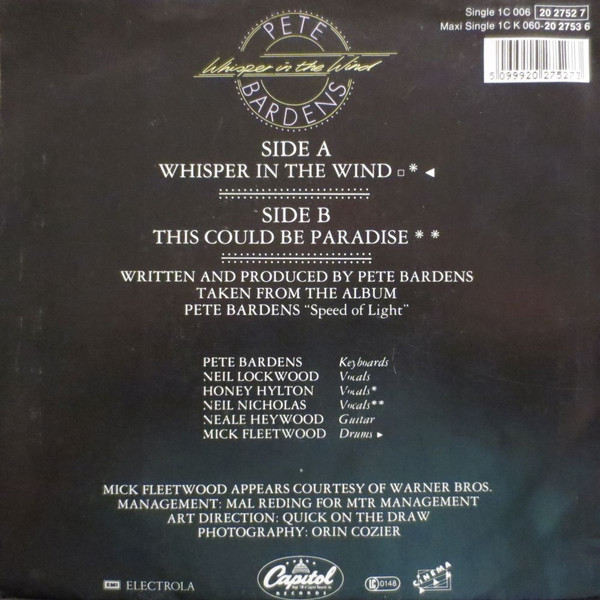 Single 1C 006 20 2752 7
Maxi Single 1C K 060-20 2753 6
5 099920 275273
PETE
Whisper in the Wind
BARDENS
SIDE A
WHISPER IN THE WIND □ * ◄
SIDE B
THIS COULD BE PARADISE * *
WRITTEN AND PRODUCED BY PETE BARDENS
TAKEN FROM THE ALBUM
PETE BARDENS “Speed of Light”
PETE BARDENS Keyboards
NEIL LOCKWOOD Vocals
HONEY HYLTON Vocals*
NEIL NICHOLAS Vocals**
NEALE HEYWOOD Guitar
MICK FLEETWOOD Drums ►
MICK FLEETWOOD APPEARS COURTESY OF WARNER BROS.
MANAGEMENT: MAL REDING FOR MTR MANAGEMENT
ART DIRECTION: QUICK ON THE DRAW
PHOTOGRAPHY: ORIN COZIER
EMI ELECTROLA
Capitol
RECORDS
LC 0148
CINEMA